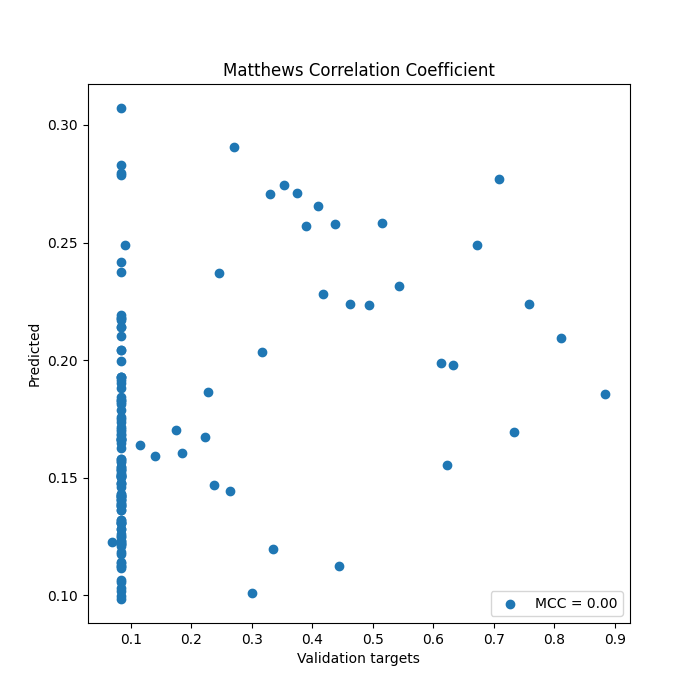 Matthews Correlation Coefficient
0.30
0.25
0.20
0.15
0.10
Predicted
MCC = 0.00
0.1 0.2 0.3 0.4 0.5 0.6 0.7 0.8 0.9
Validation targets